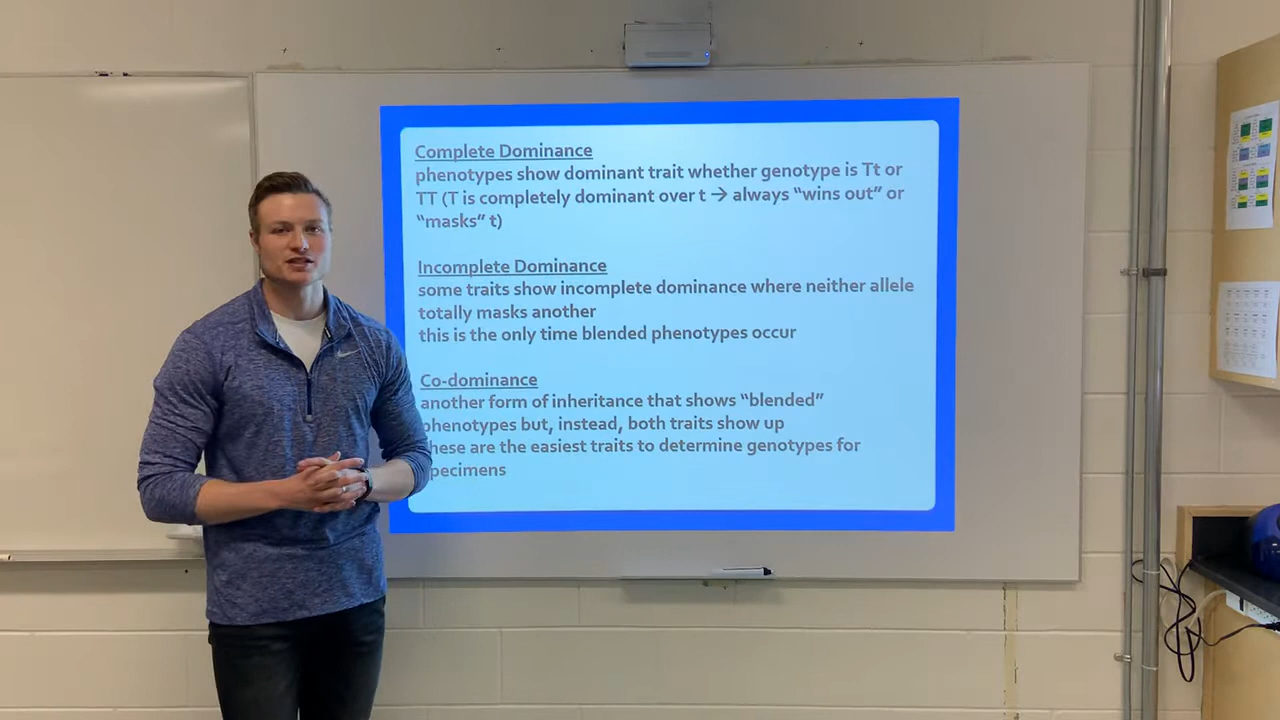 Complete Dominance
phenotypes show dominant trait whether genotype is Tt or
TT (T is completely dominant over t → always “wins out” or
“masks” t)
Incomplete Dominance
some traits show incomplete dominance where neither allele
totally masks another
this is the only time blended phenotypes occur
Co-dominance
another form of inheritance that shows “blended”
phenotypes but, instead, both traits show up
these are the easiest traits to determine genotypes for
specimens